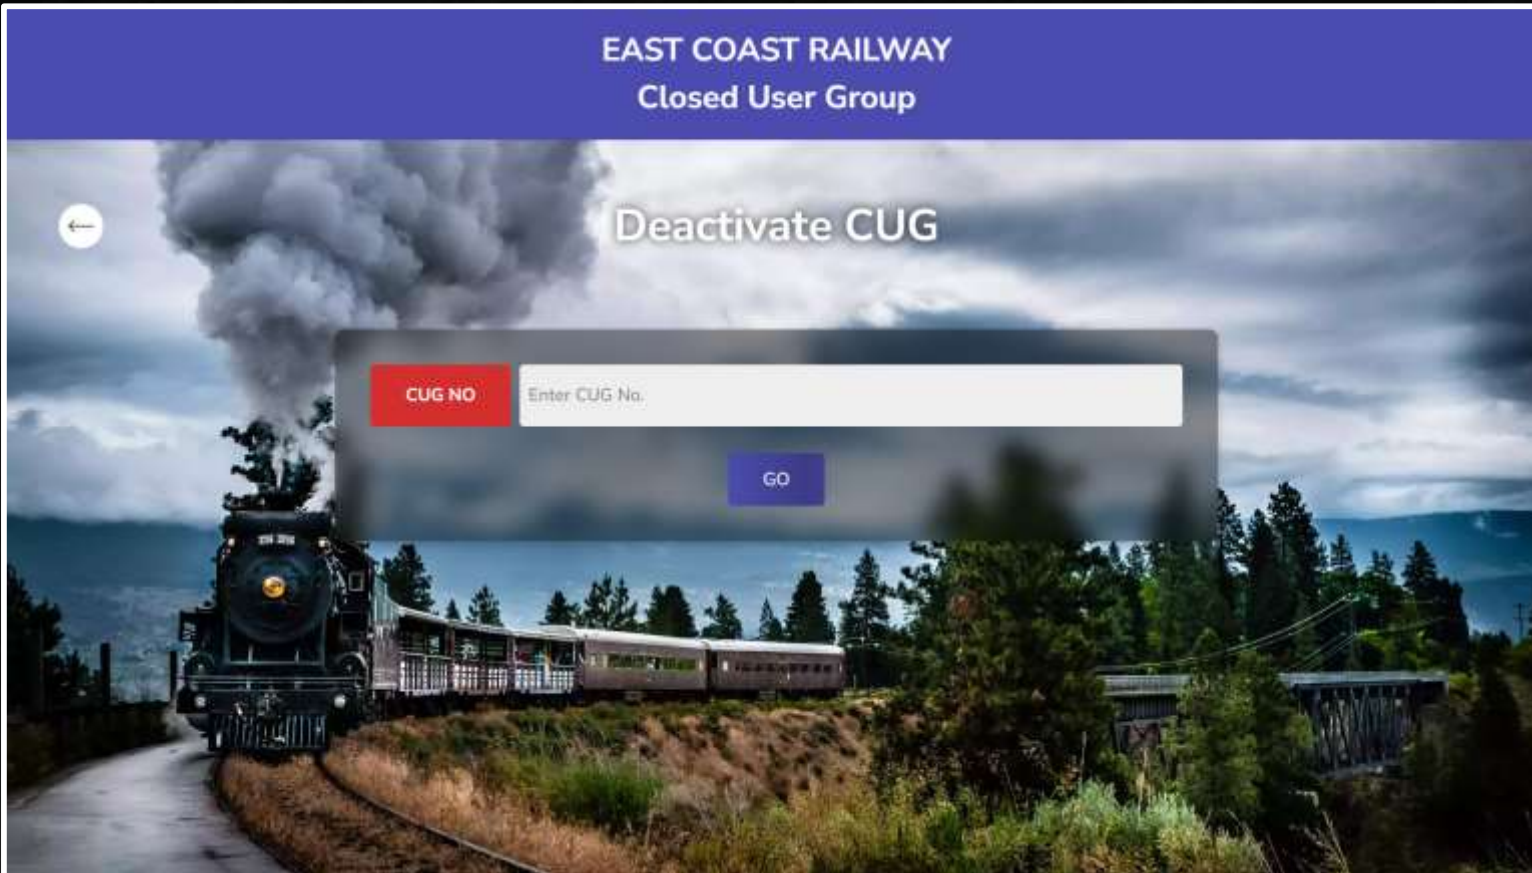 EAST COAST RAILWAY
Closed User Group
Deactivate CUG
CUG NO
Enter CUG No.
GO